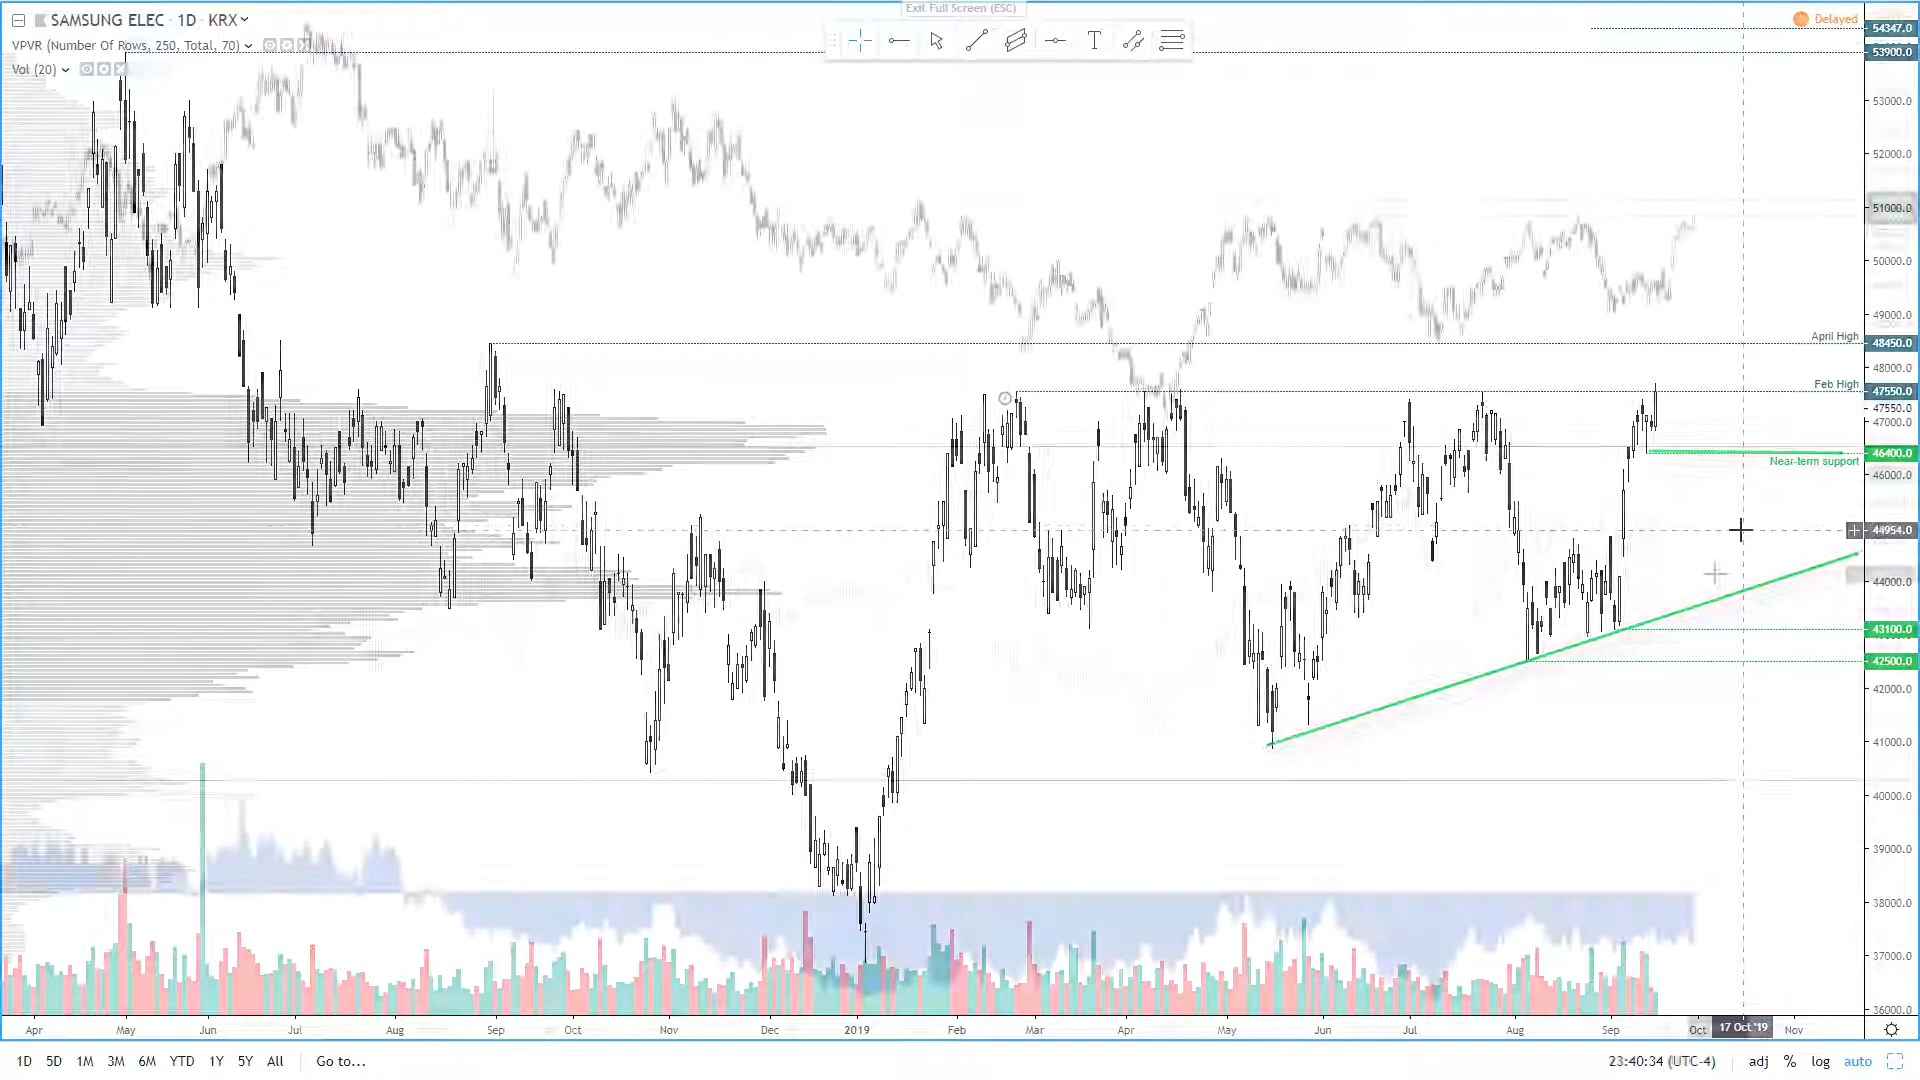 Exit Full Screen (ESC)
SAMSUNG ELEC · 1D · KRX
Delayed
54347.0
VPVR (Number Of Rows, 250, Total, 70)
53900.0
Vol (20)
53000.0
52000.0
51000.0
50000.0
49000.0
April High
48450.0
48000.0
Feb High
47550.0
47550.0
47000.0
46400.0
Near-term support
46000.0
44954.0
44000.0
43100.0
42500.0
42000.0
41000.0
40000.0
39000.0
38000.0
37000.0
36000.0
Apr May Jun Jul Aug Sep Oct Nov Dec 2019 Feb Mar Apr May Jun Jul Aug Sep Oct 17 Oct '19 Nov
1D 5D 1M 3M 6M YTD 1Y 5Y All Go to... 23:40:34 (UTC-4) adj % log auto